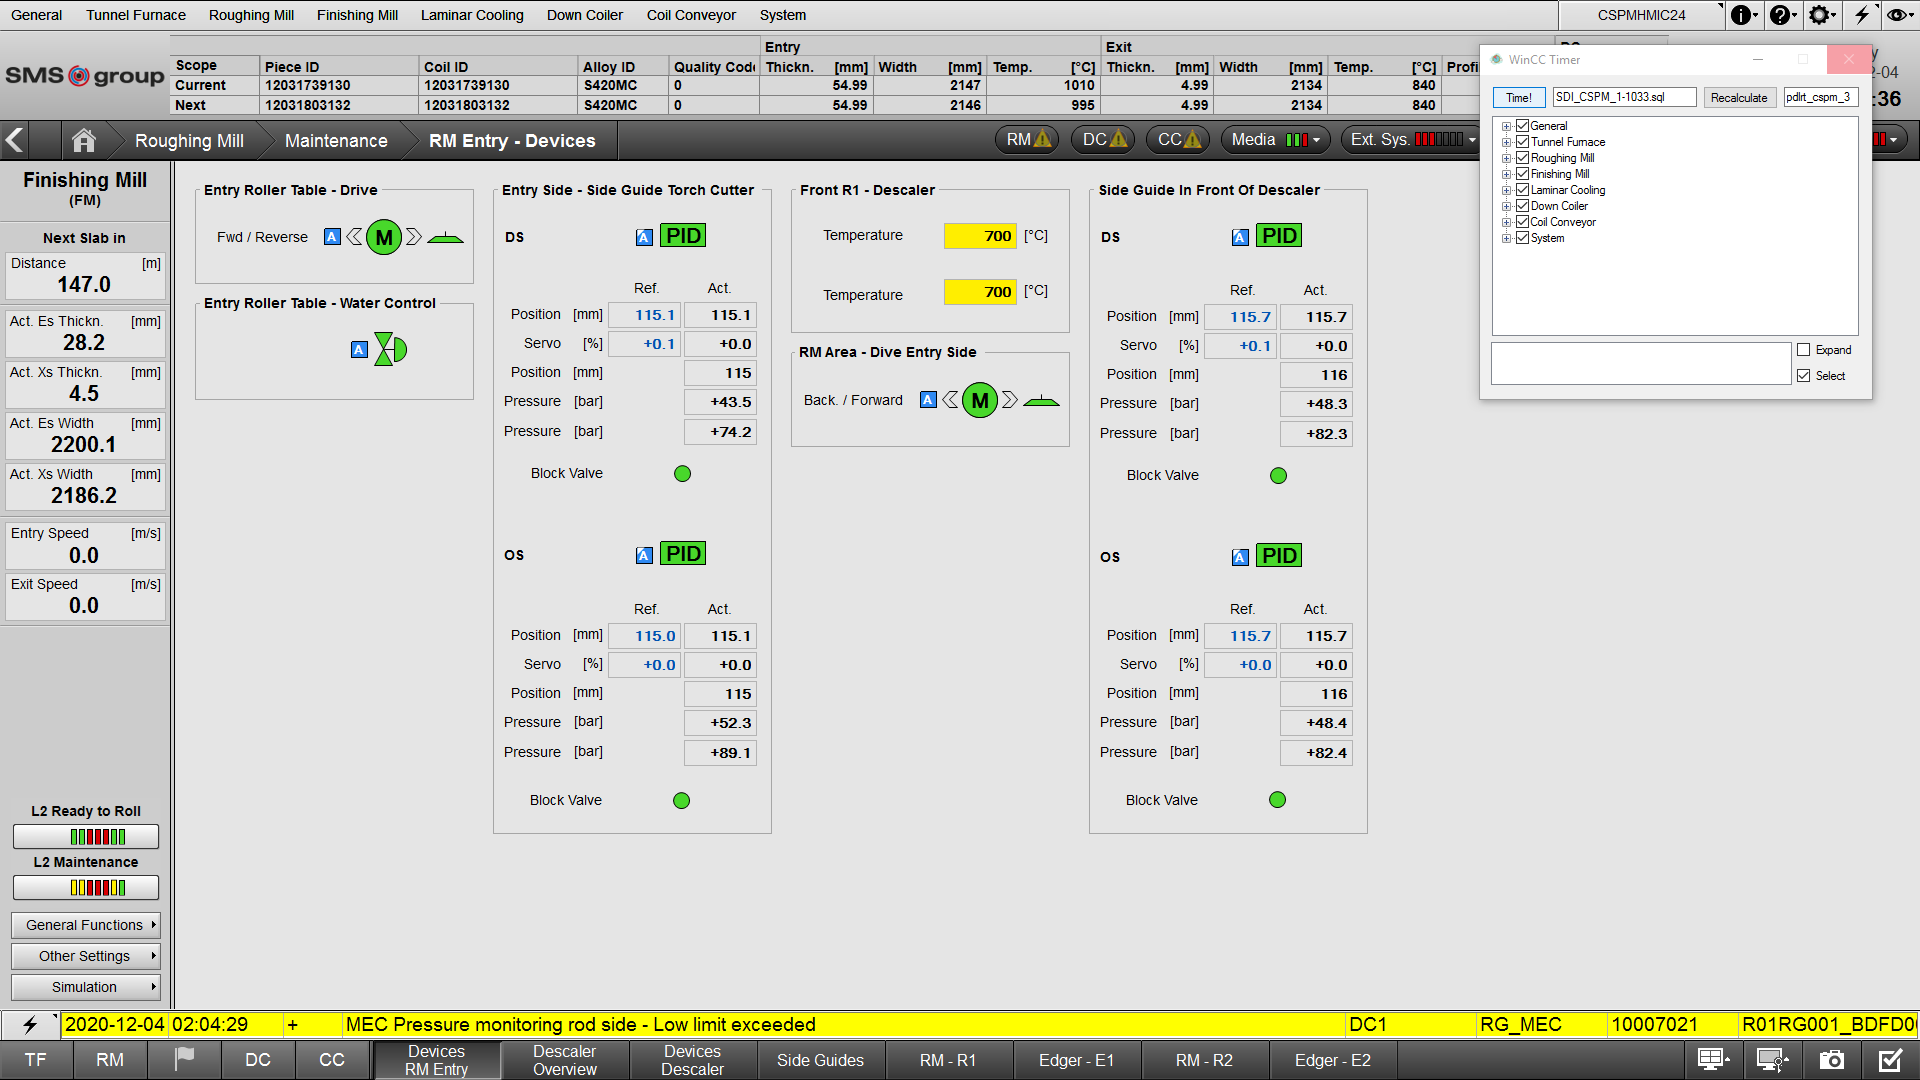 General Tunnel Furnace Roughing Mill Finishing Mill Laminar Cooling Down Coiler Coil Conveyor System CSPMHMIC24
SMS group
Entry Exit
Scope Piece ID Coil ID Alloy ID Quality Code Thickn. [mm] Width [mm] Temp. [°C] Thickn. [mm] Width [mm] Temp. [°C] Profi
Current 12031739130 12031739130 S420MC 0 54.99 2147 1010 4.99 2134 840
Next 12031803132 12031803132 S420MC 0 54.99 2146 995 4.99 2134 840
-04
:36
Roughing Mill Maintenance RM Entry - Devices RM DC CC Media Ext. Sys.
WinCC Timer
Time! SDI_CSPM_1-1033.sql Recalculate pdlrt_cspm_3
General
Tunnel Furnace
Roughing Mill
Finishing Mill
Laminar Cooling
Down Coiler
Coil Conveyor
System
Expand
Select
Finishing Mill
(FM)
Next Slab in
Distance [m]
147.0
Act. Es Thickn. [mm]
28.2
Act. Xs Thickn. [mm]
4.5
Act. Es Width [mm]
2200.1
Act. Xs Width [mm]
2186.2
Entry Speed [m/s]
0.0
Exit Speed [m/s]
0.0
L2 Ready to Roll
L2 Maintenance
General Functions
Other Settings
Simulation
Entry Roller Table - Drive
Fwd / Reverse A M
Entry Roller Table - Water Control
A
Entry Side - Side Guide Torch Cutter
DS A PID
Ref. Act.
Position [mm] 115.1 115.1
Servo [%] +0.1 +0.0
Position [mm] 115
Pressure [bar] +43.5
Pressure [bar] +74.2
Block Valve
OS A PID
Ref. Act.
Position [mm] 115.0 115.1
Servo [%] +0.0 +0.0
Position [mm] 115
Pressure [bar] +52.3
Pressure [bar] +89.1
Block Valve
Front R1 - Descaler
Temperature 700 [°C]
Temperature 700 [°C]
RM Area - Dive Entry Side
Back. / Forward A M
Side Guide In Front Of Descaler
DS A PID
Ref. Act.
Position [mm] 115.7 115.7
Servo [%] +0.1 +0.0
Position [mm] 116
Pressure [bar] +48.3
Pressure [bar] +82.3
Block Valve
OS A PID
Ref. Act.
Position [mm] 115.7 115.7
Servo [%] +0.0 +0.0
Position [mm] 116
Pressure [bar] +48.4
Pressure [bar] +82.4
Block Valve
2020-12-04 02:04:29 + MEC Pressure monitoring rod side - Low limit exceeded DC1 RG_MEC 10007021 R01RG001_BDFD0
TF RM DC CC Devices RM Entry Descaler Overview Devices Descaler Side Guides RM - R1 Edger - E1 RM - R2 Edger - E2